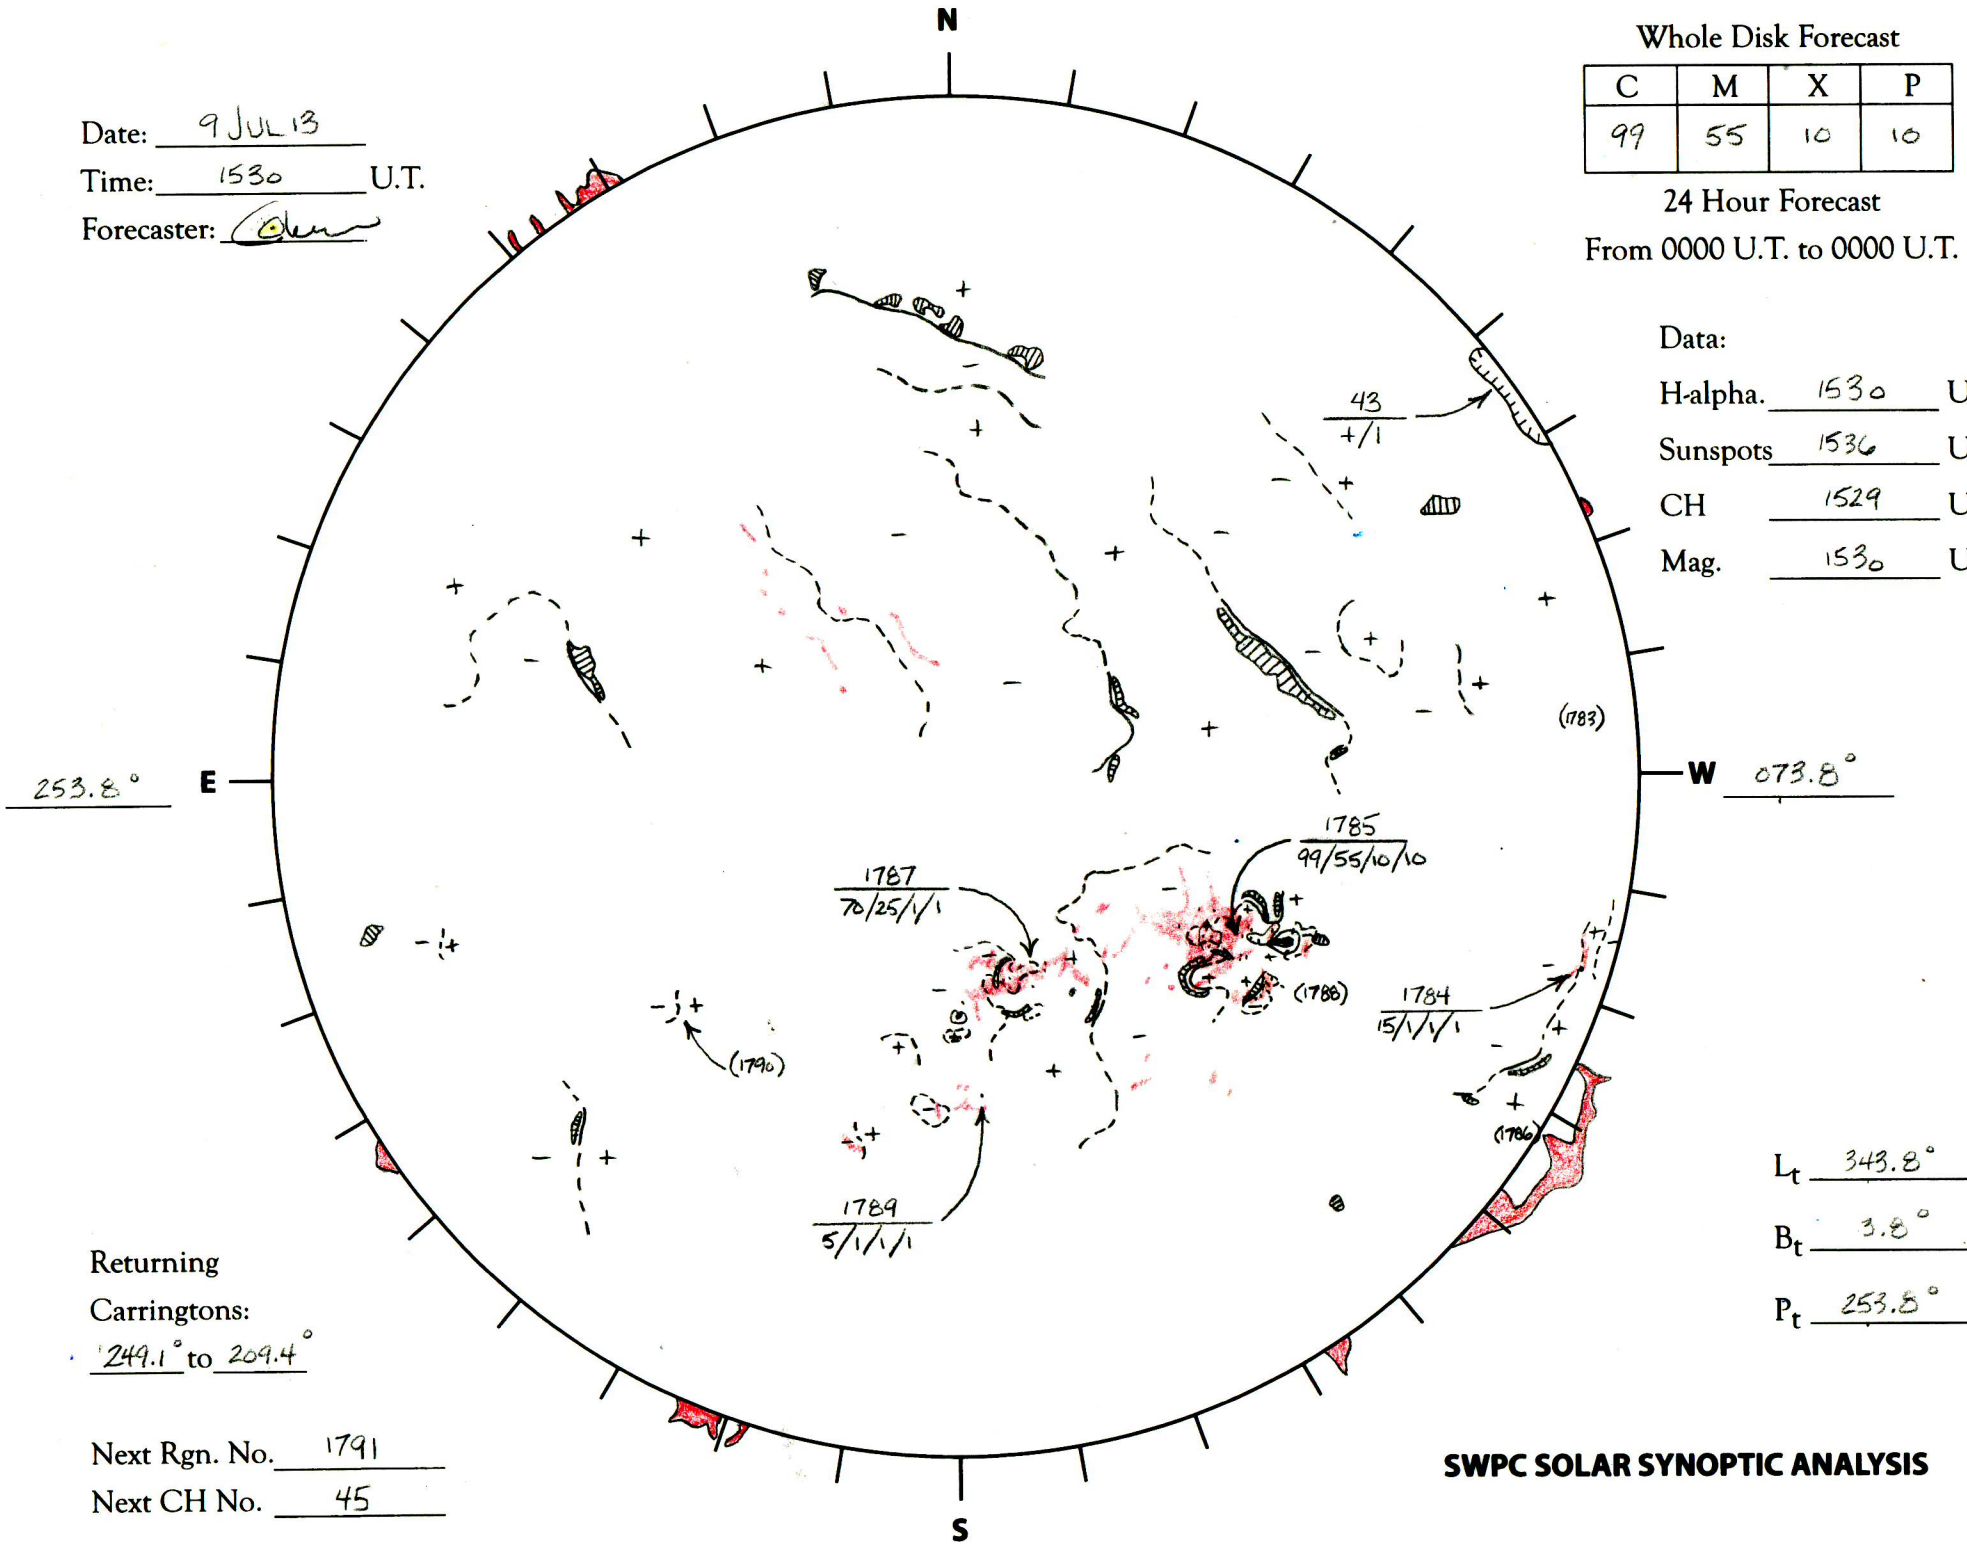 N
Whole Disk Forecast
C M X P
99 55 10 10
24 Hour Forecast
From 0000 U.T. to 0000 U.T.
Date: 9 JUL 13
Time: 1530 U.T.
Forecaster:
Data:
H-alpha. 1530 U
Sunspots 1536 U
CH 1529 U
Mag. 1530 U
43
+/1
(1783)
253.8° E
W 073.8°
1785
99/55/10/10
1787
70/25/1/1
(1788)
1784
15/1/1/1
(1790)
(1786)
1789
5/1/1/1
Lt 343.8°
Bt 3.8°
Pt 253.8°
Returning
Carringtons:
249.1° to 209.4°
Next Rgn. No. 1791
Next CH No. 45
SWPC SOLAR SYNOPTIC ANALYSIS
S